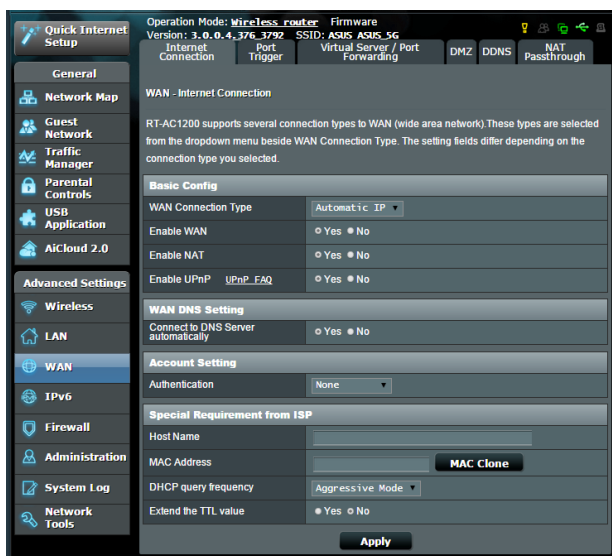 Quick Internet
Setup
Operation Mode: Wireless router Firmware
Version: 3.0.0.4.376_3792 SSID: ASUS ASUS_5G
Internet
Connection
Port
Trigger
Virtual Server / Port
Forwarding
DMZ
DDNS
NAT
Passthrough
General
Network Map
Guest
Network
Traffic
Manager
Parental
Controls
USB
Application
AiCloud 2.0
Advanced Settings
Wireless
LAN
WAN
IPv6
Firewall
Administration
System Log
Network
Tools
WAN - Internet Connection
RT-AC1200 supports several connection types to WAN (wide area network).These types are selected
from the dropdown menu beside WAN Connection Type. The setting fields differ depending on the
connection type you selected.
Basic Config
WAN Connection Type Automatic IP
Enable WAN Yes No
Enable NAT Yes No
Enable UPnP UPnP FAQ Yes No
WAN DNS Setting
Connect to DNS Server
automatically Yes No
Account Setting
Authentication None
Special Requirement from ISP
Host Name
MAC Address MAC Clone
DHCP query frequency Aggressive Mode
Extend the TTL value Yes No
Apply